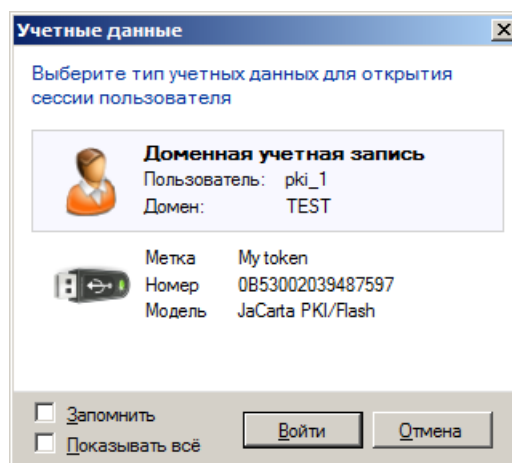 Учетные данные
Выберите тип учетных данных для открытия
сессии пользователя
Доменная учетная запись
Пользователь: pki_1
Домен: TEST
Метка My token
Номер 0B53002039487597
Модель JaCarta PKI/Flash
Запомнить
Показывать всё
Войти Отмена